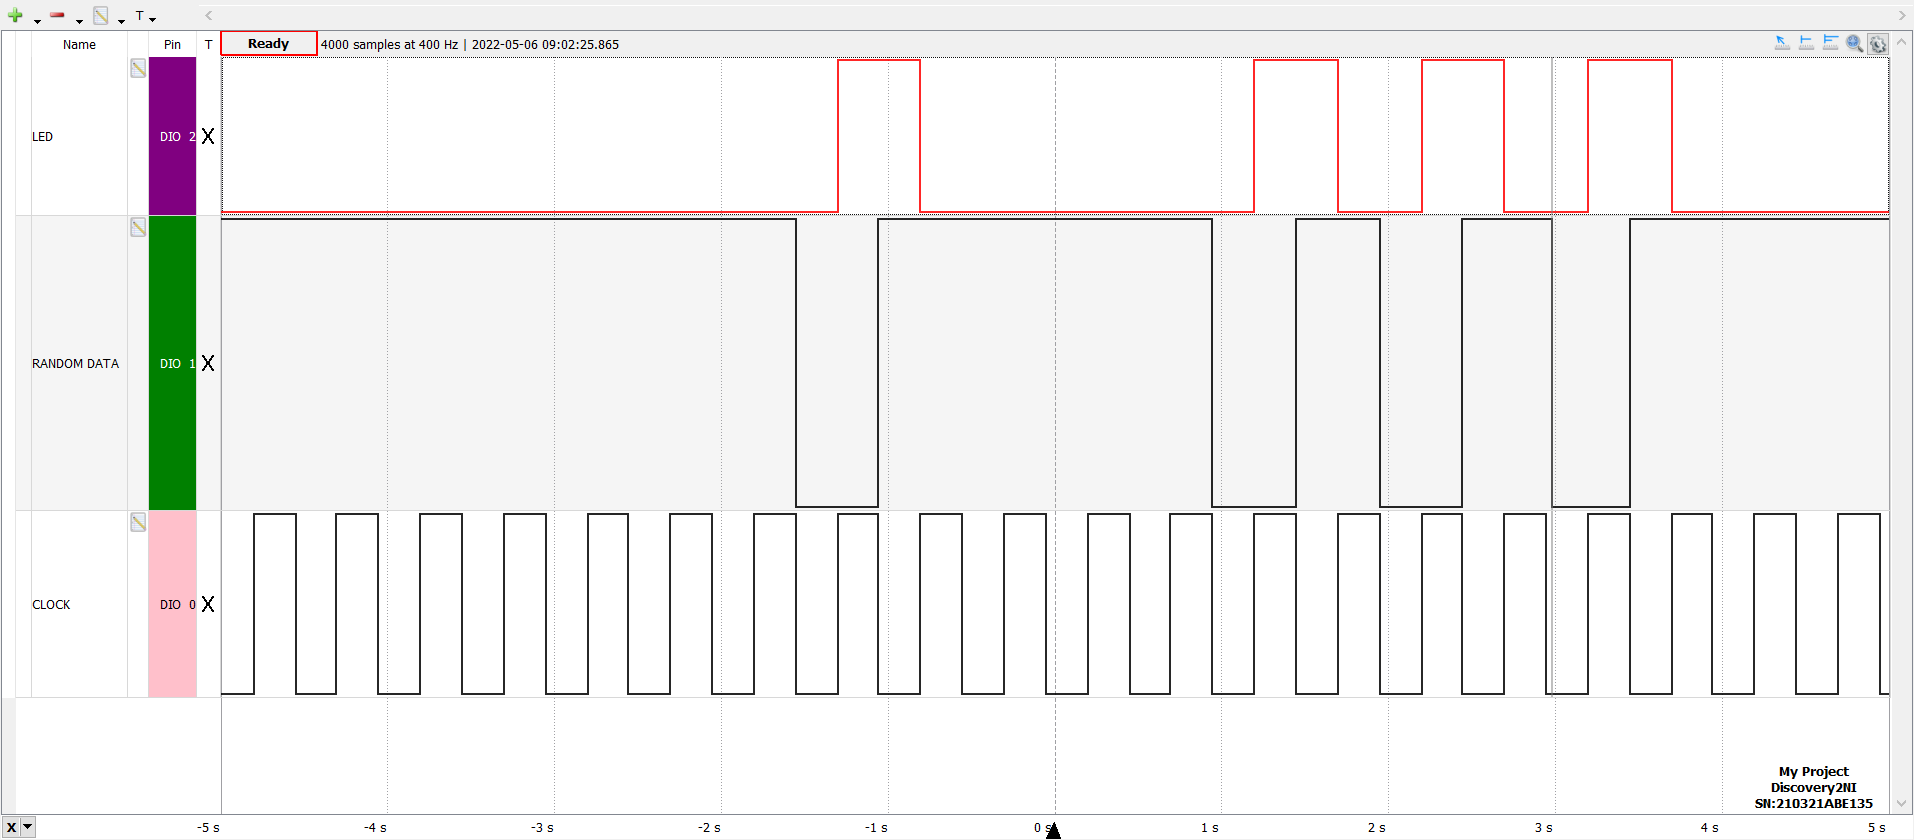 T
Name Pin T Ready 4000 samples at 400 Hz | 2022-05-06 09:02:25.865
LED DIO 2 X
RANDOM DATA DIO 1 X
CLOCK DIO 0 X
My Project
Discovery2NI
SN:210321ABE135
X -5 s -4 s -3 s -2 s -1 s 0 s 1 s 2 s 3 s 4 s 5 s